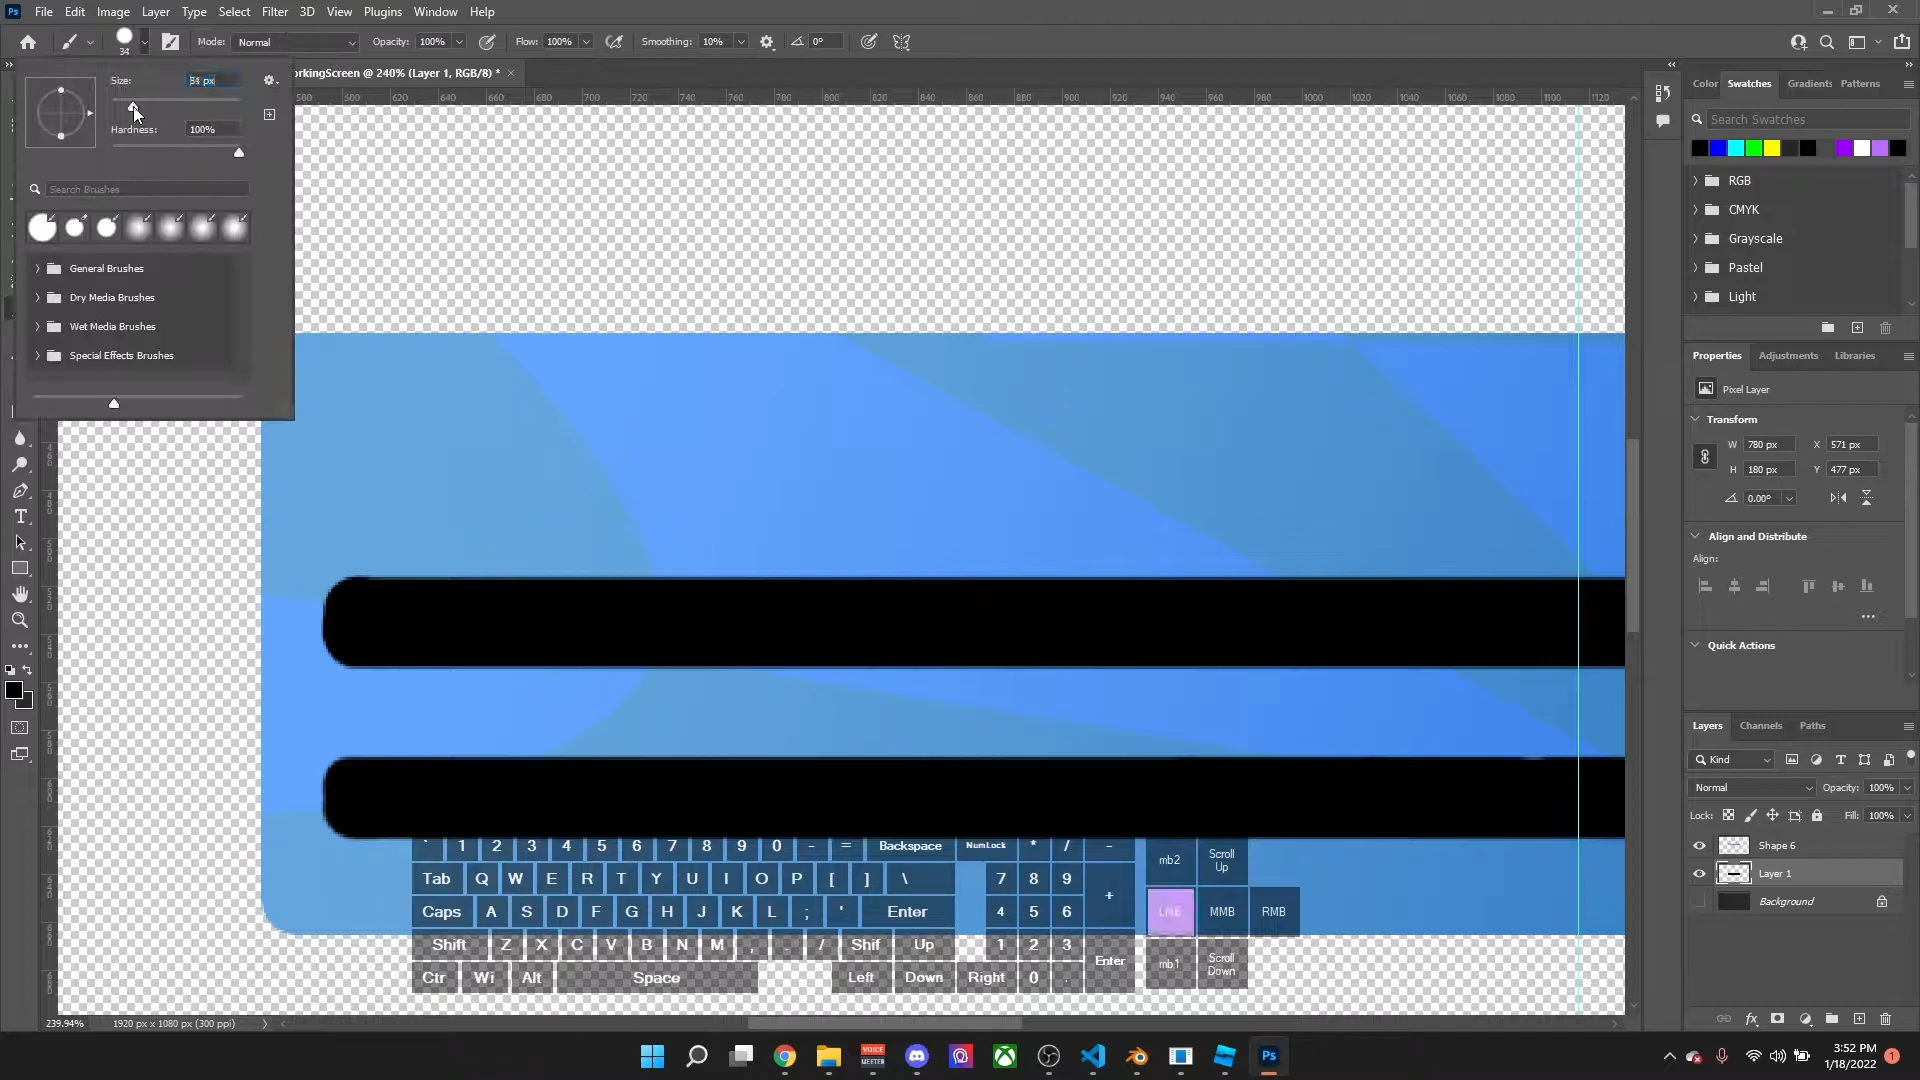 Ps File Edit Image Layer Type Select Filter 3D View Plugins Window Help
34 Mode: Normal Opacity: 100% Flow: 100% Smoothing: 10% 0°
orkingScreen @ 240% (Layer 1, RGB/8) *
Size: px
Hardness: 100%
Search Brushes
General Brushes
Dry Media Brushes
Wet Media Brushes
Special Effects Brushes
580 600 620 640 660 680 700 720 740 760 780 800 820 840 860 880 900 920 940 960 980 1000 1020 1040 1060 1080 1100 1120
Color Swatches Gradients Patterns
Search Swatches
RGB
CMYK
Grayscale
Pastel
Light
Properties Adjustments Libraries
Pixel Layer
Transform
W 780 px X 571 px
H 180 px Y 477 px
0.00°
Align and Distribute
Align:
Quick Actions
Layers Channels Paths
Kind
Normal Opacity: 100%
Lock: Fill: 100%
Shape 6
Layer 1
Background
` 1 2 3 4 5 6 7 8 9 0 - = Backspace NumLock * / - mb2 Scroll Up
Tab Q W E R T Y U I O P [ ] \ 7 8 9 +
Caps A S D F G H J K L ; ' Enter 4 5 6 LMB MMB RMB
Shift Z X C V B N M , . / Shif Up 1 2 3 Enter mb1 Scroll Down
Ctr Wi Alt Space Left Down Right 0 .
239.94% 1920 px x 1080 px (300 ppi)
VOICE MEETER Ps
3:52 PM
1/18/2022 1